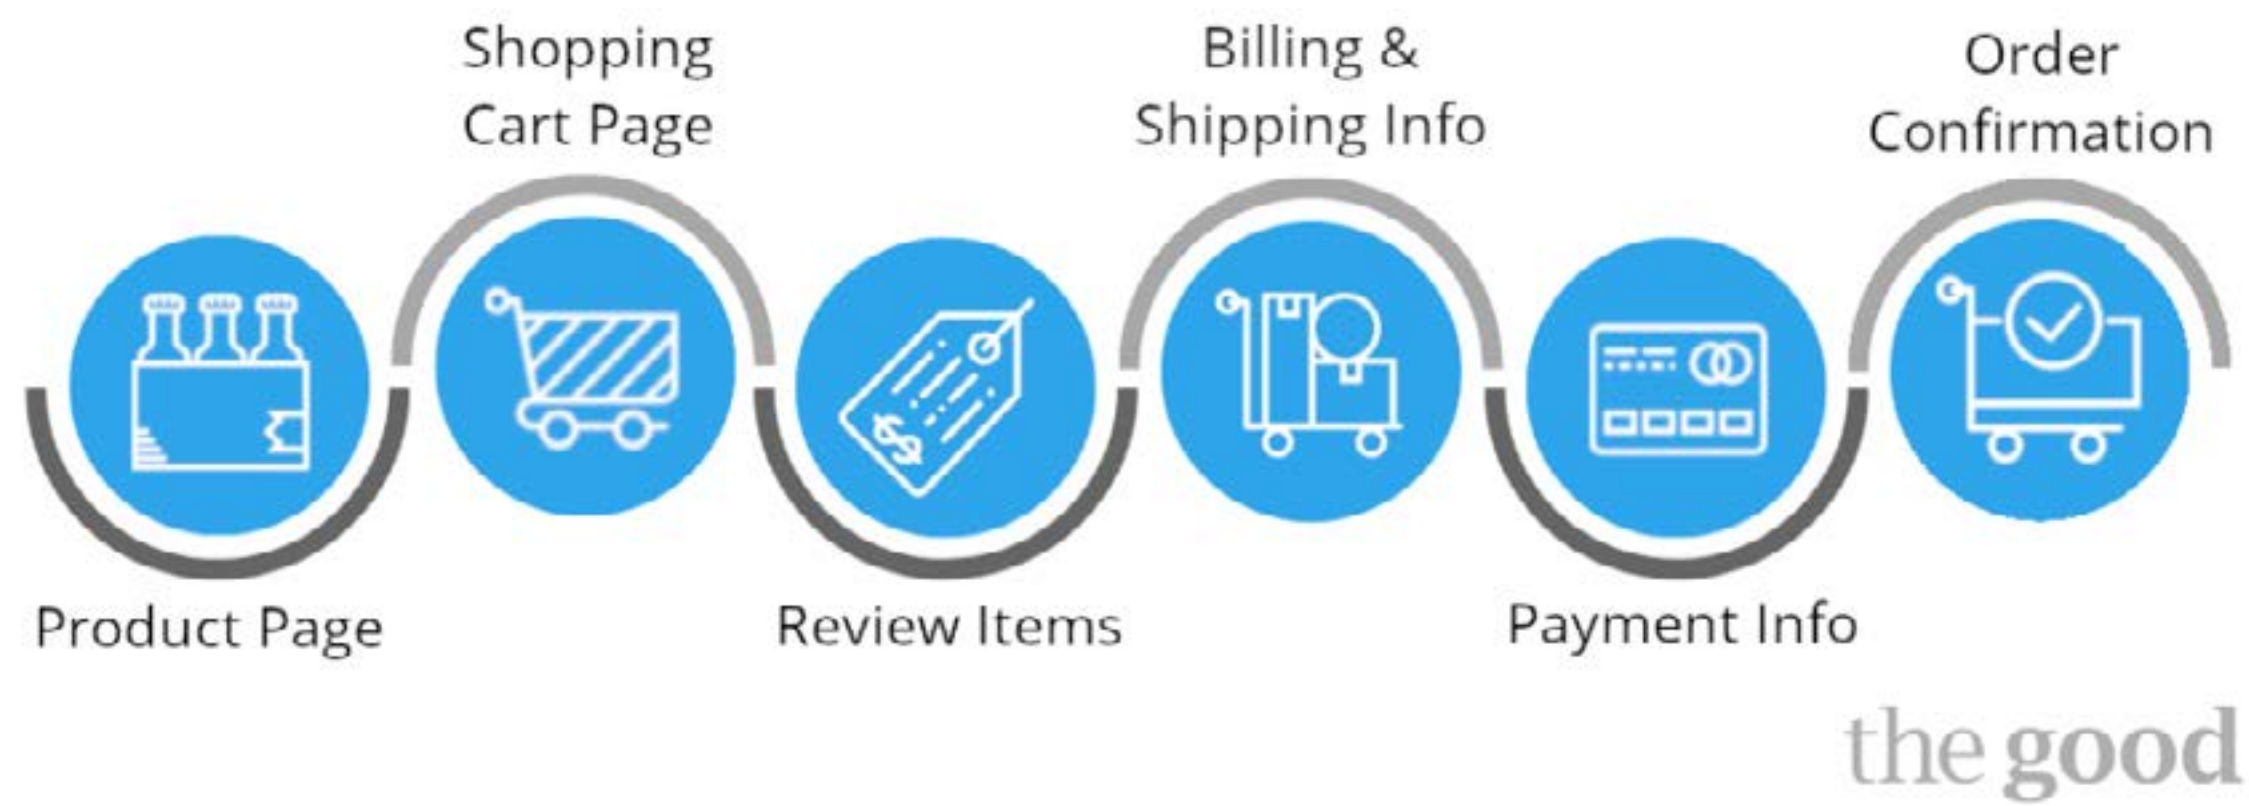 Product Page
Shopping
Cart Page
Review Items
Billing &
Shipping Info
Payment Info
Order
Confirmation
the good